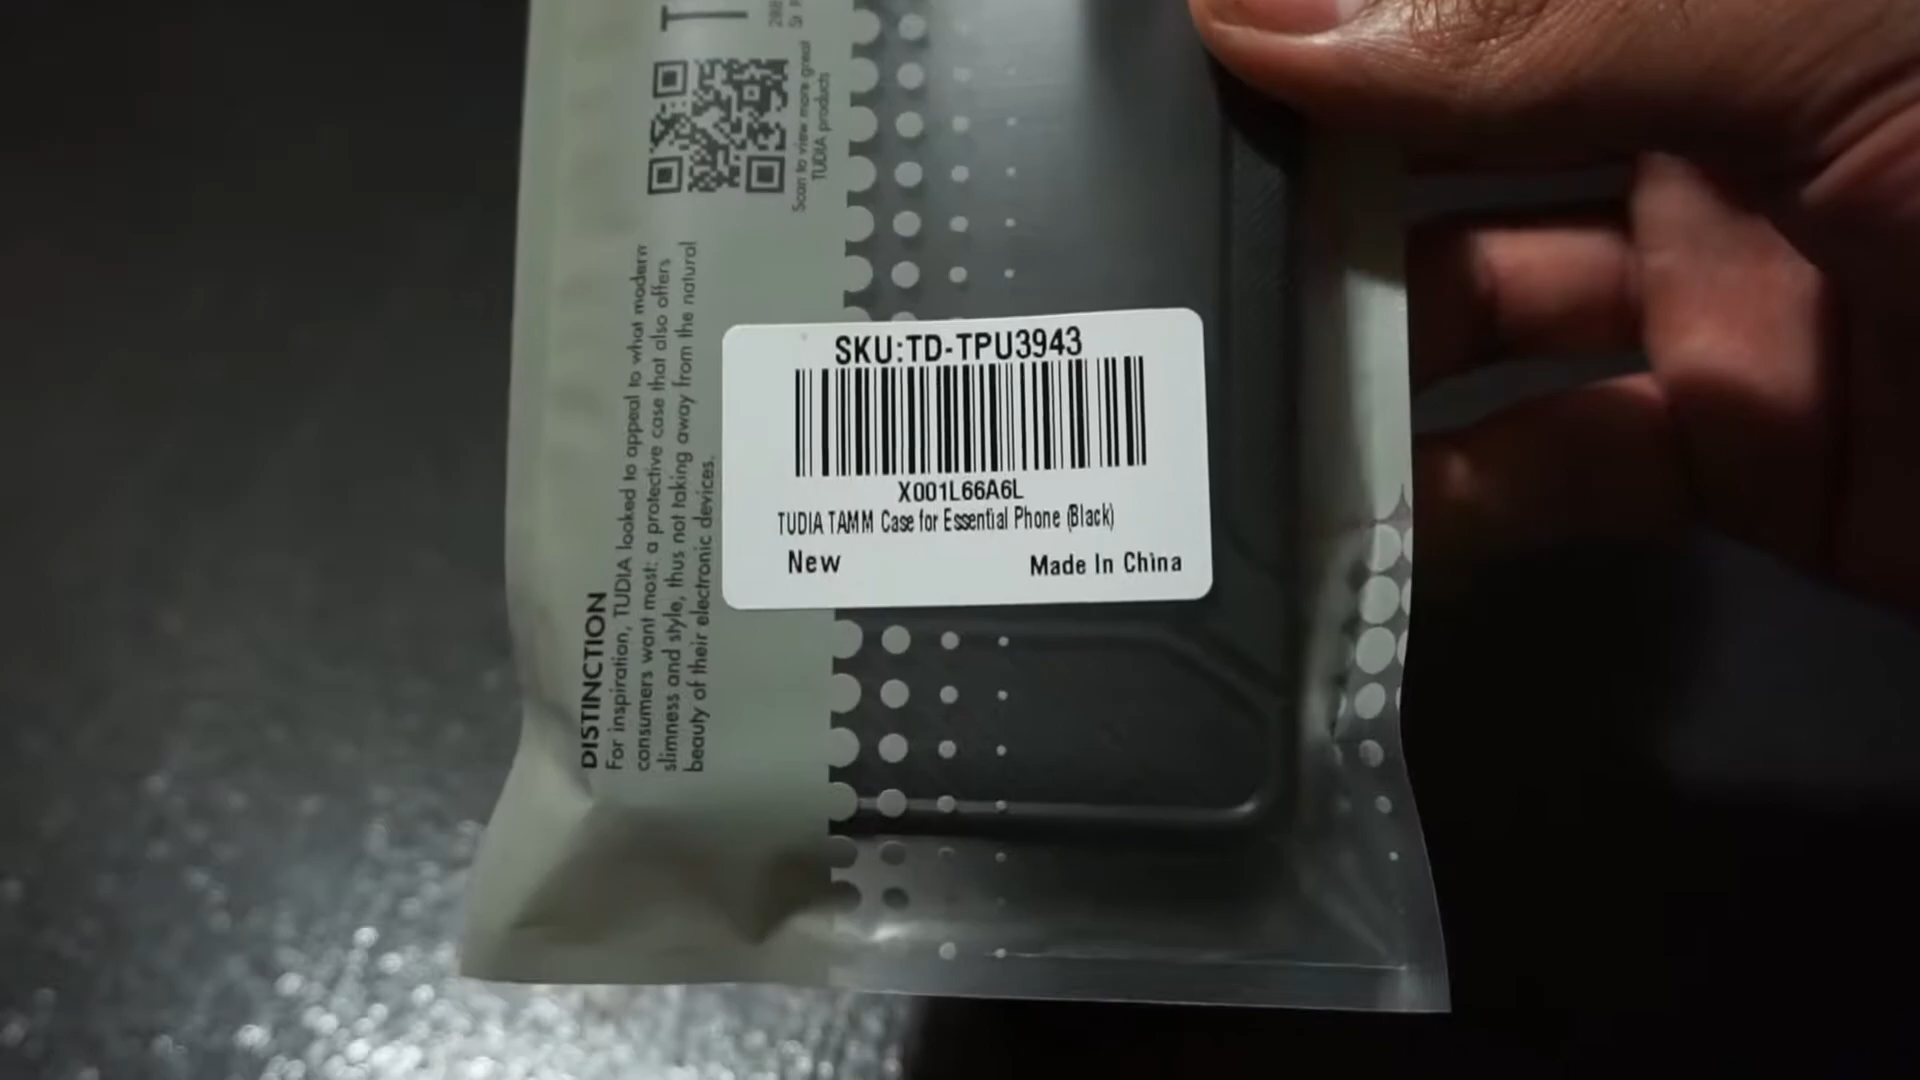 SKU:TD-TPU3943
X001L66A6L
TUDIA TAMM Case for Essential Phone (Black)
New
Made In China
DISTINCTION
For inspiration, TUDIA looked to appeal to what modern
consumers want most: a protective case that also offers
slimness and style, thus not taking away from the natural
beauty of their electronic devices.
Scan to view more great
TUDIA products